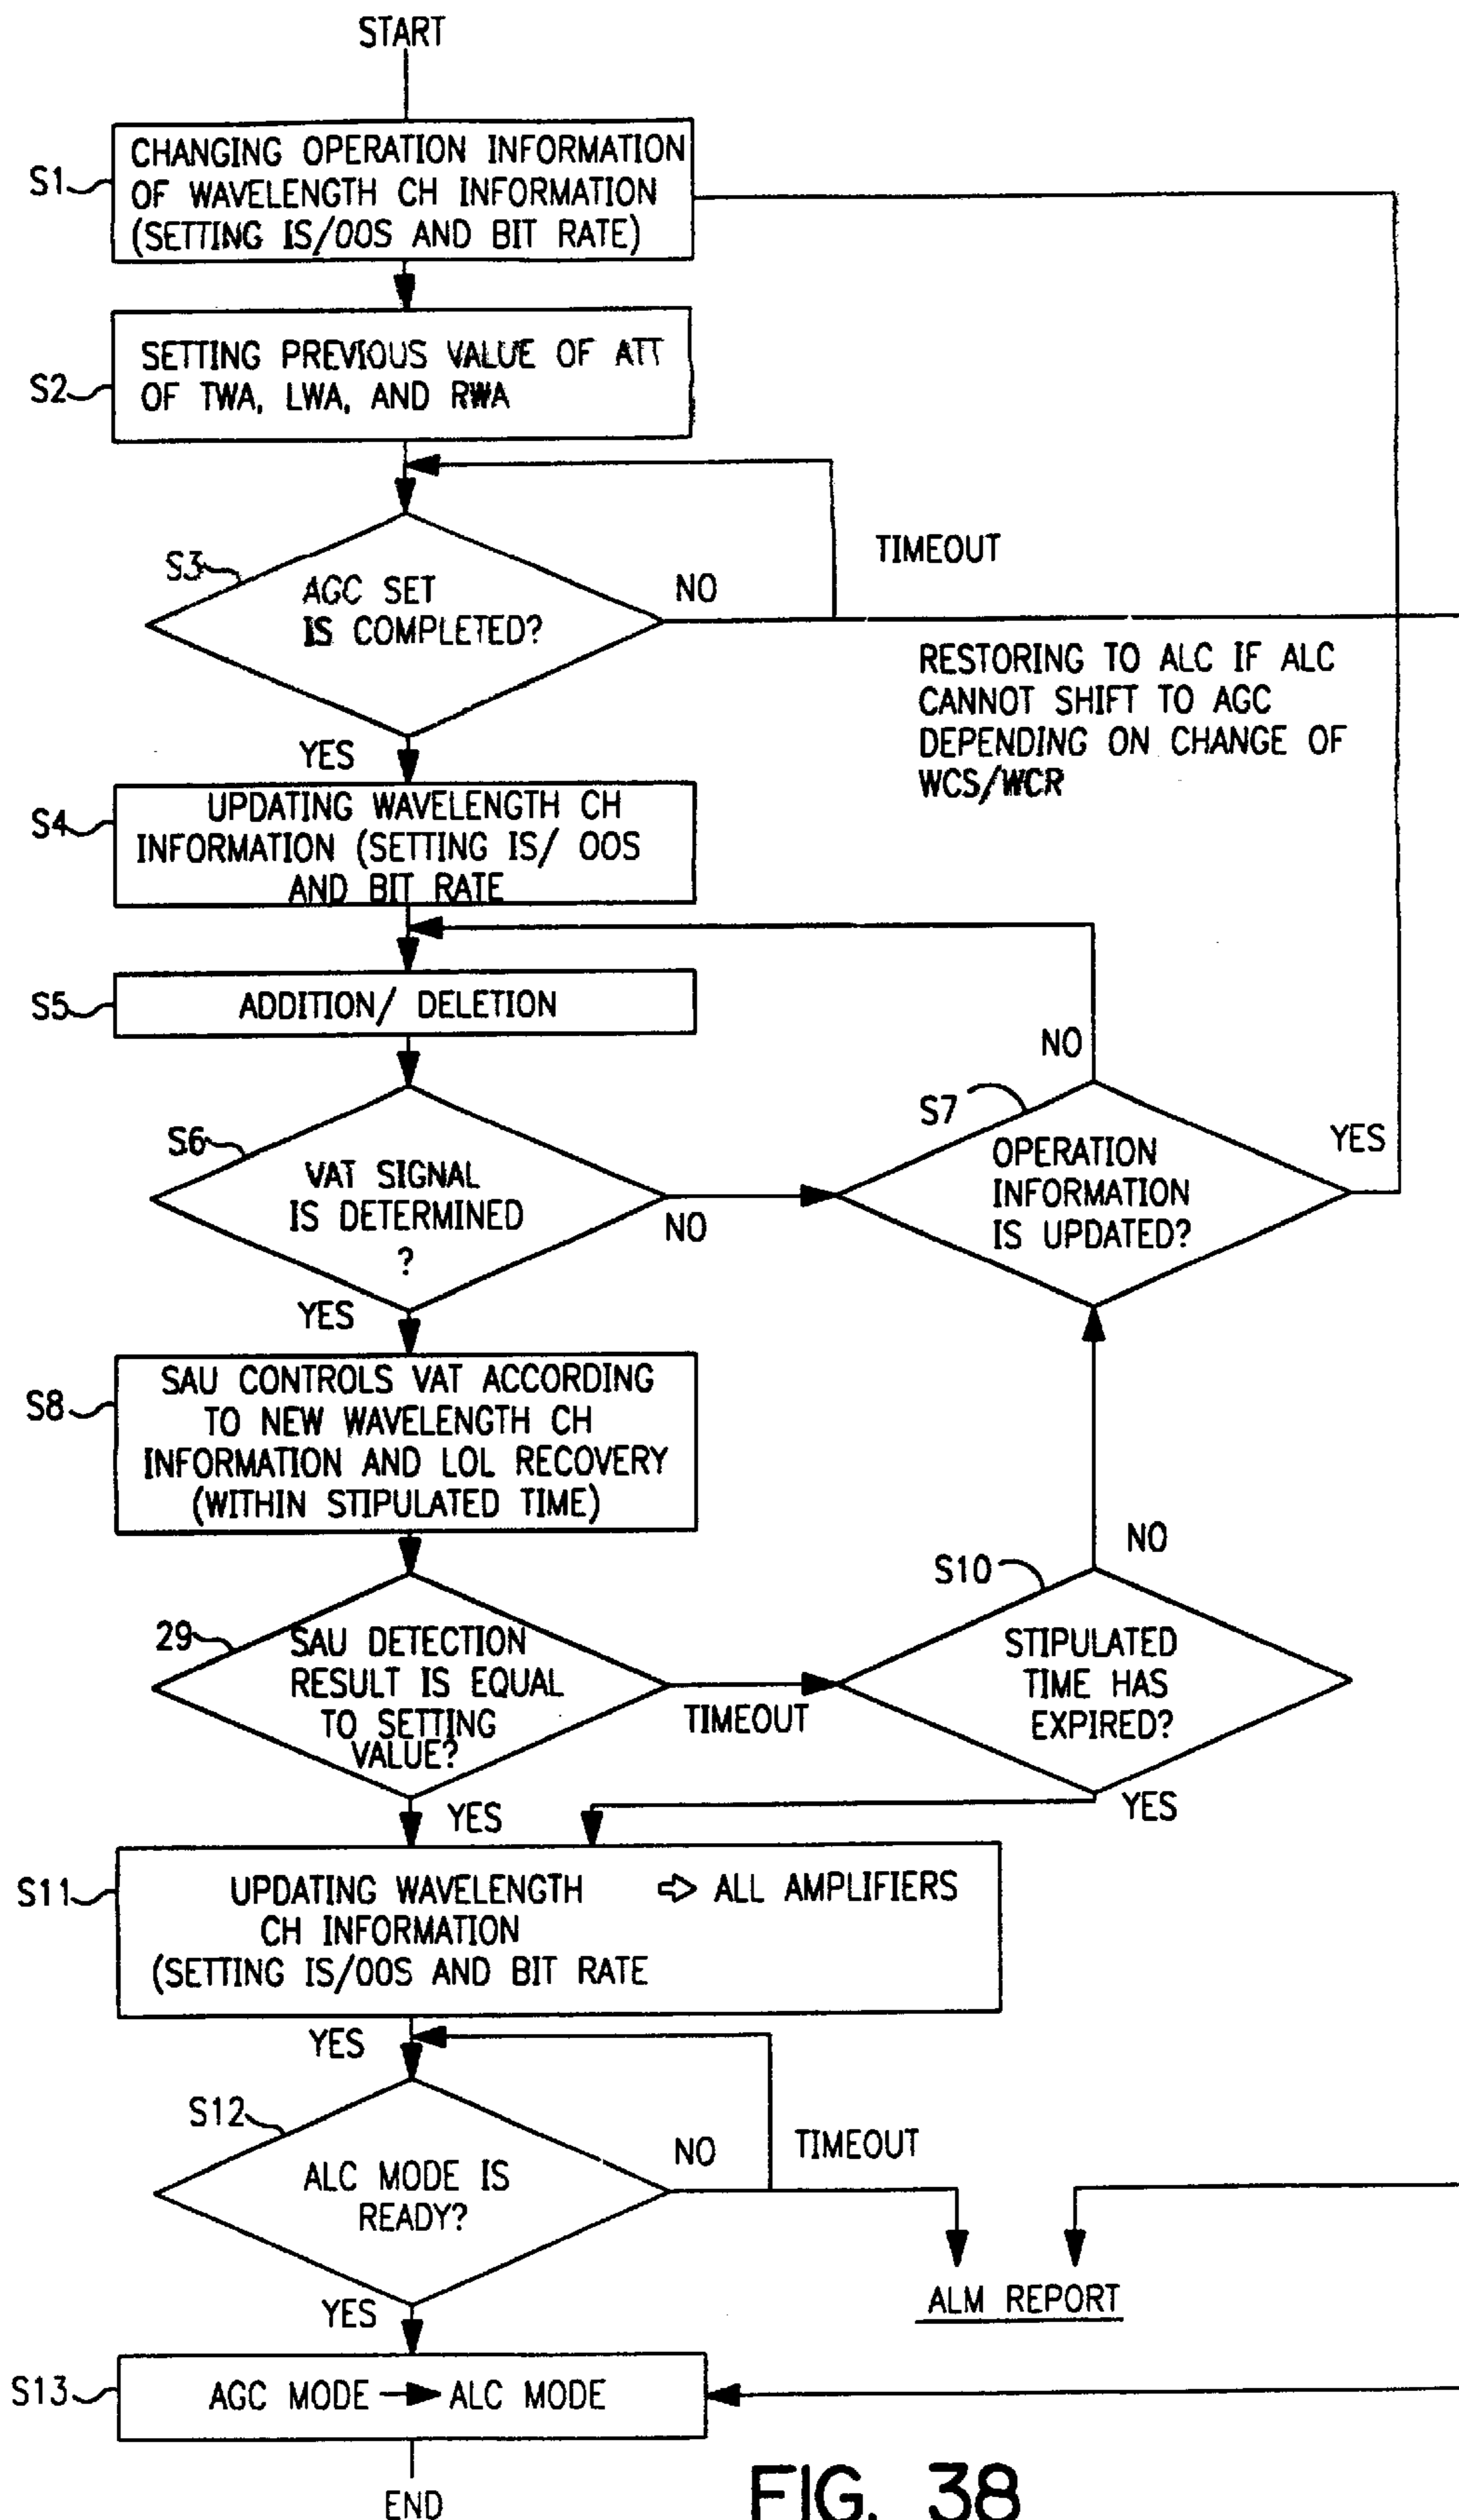 START
S1
CHANGING OPERATION INFORMATION
OF WAVELENGTH CH INFORMATION
(SETTING IS/OOS AND BIT RATE)
S2
SETTING PREVIOUS VALUE OF ATT
OF TWA, LWA, AND RWA
S3
AGC SET
IS COMPLETED?
NO
TIMEOUT
RESTORING TO ALC IF ALC
CANNOT SHIFT TO AGC
DEPENDING ON CHANGE OF
WCS/WCR
YES
S4
UPDATING WAVELENGTH CH
INFORMATION (SETTING IS/ OOS
AND BIT RATE
S5
ADDITION/ DELETION
S6
VAT SIGNAL
IS DETERMINED
?
NO
S7
OPERATION
INFORMATION
IS UPDATED?
NO
YES
YES
S8
SAU CONTROLS VAT ACCORDING
TO NEW WAVELENGTH CH
INFORMATION AND LOL RECOVERY
(WITHIN STIPULATED TIME)
29
SAU DETECTION
RESULT IS EQUAL
TO SETTING
VALUE?
TIMEOUT
S10
STIPULATED
TIME HAS
EXPIRED?
NO
YES
YES
S11
UPDATING WAVELENGTH ⇨ ALL AMPLIFIERS
CH INFORMATION
(SETTING IS/OOS AND BIT RATE
YES
S12
ALC MODE IS
READY?
NO
TIMEOUT
ALM REPORT
YES
S13
AGC MODE → ALC MODE
END
FIG. 38